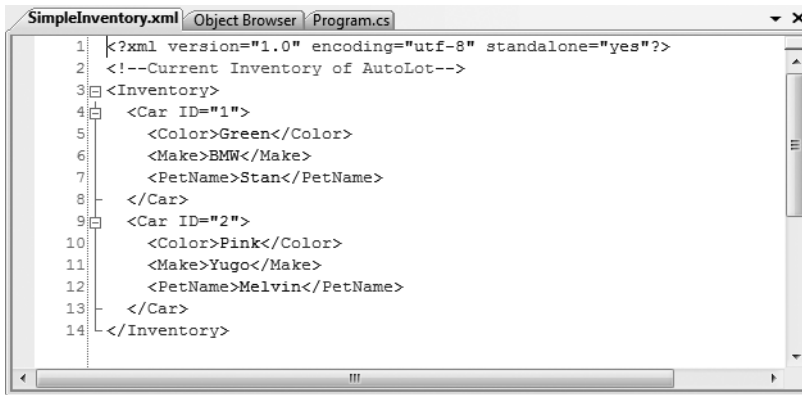 SimpleInventory.xml Object Browser Program.cs
1 <?xml version="1.0" encoding="utf-8" standalone="yes"?>
2 <!--Current Inventory of AutoLot-->
3 <Inventory>
4 <Car ID="1">
5 <Color>Green</Color>
6 <Make>BMW</Make>
7 <PetName>Stan</PetName>
8 </Car>
9 <Car ID="2">
10 <Color>Pink</Color>
11 <Make>Yugo</Make>
12 <PetName>Melvin</PetName>
13 </Car>
14 </Inventory>